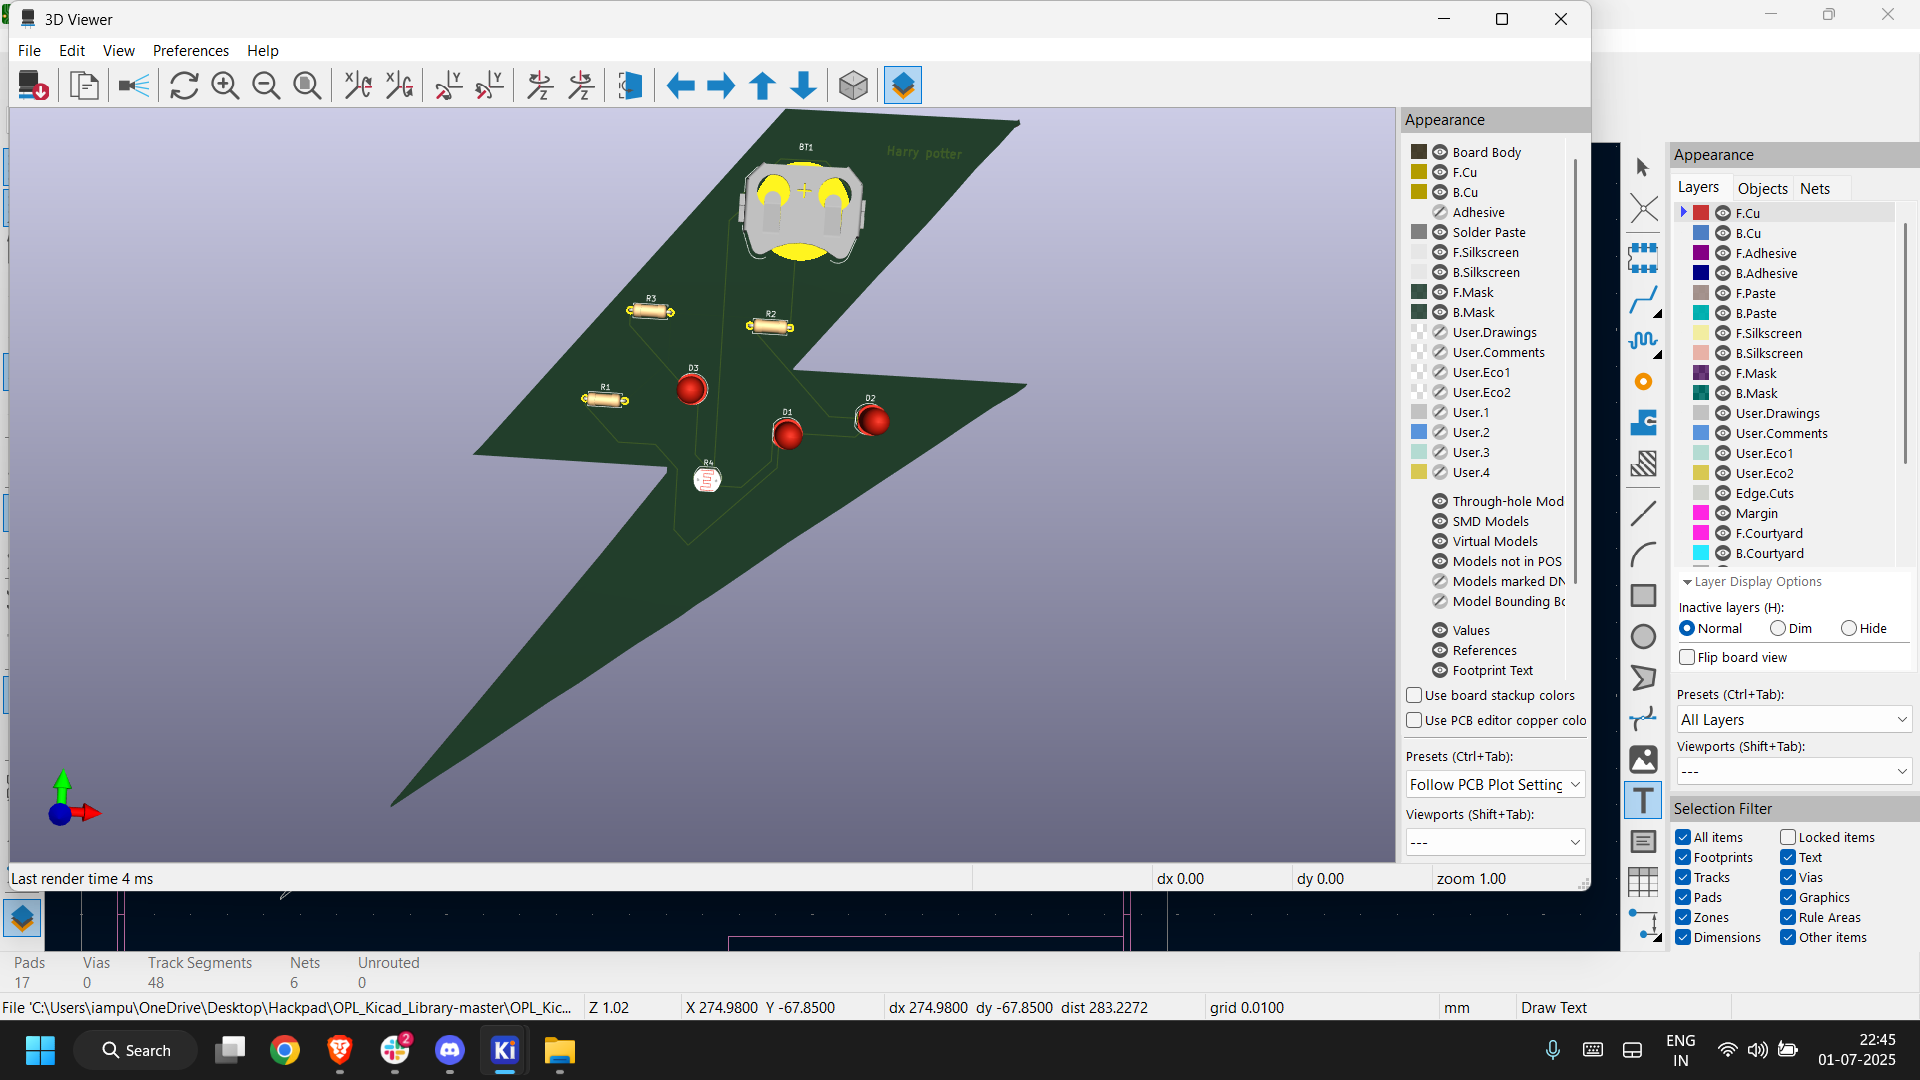 3D Viewer
File Edit View Preferences Help
Harry potter
BT1
R3
R2
D3
R1
D2
D1
R4
Appearance
Board Body
F.Cu
B.Cu
Adhesive
Solder Paste
F.Silkscreen
B.Silkscreen
F.Mask
B.Mask
User.Drawings
User.Comments
User.Eco1
User.Eco2
User.1
User.2
User.3
User.4
Through-hole Mod
SMD Models
Virtual Models
Models not in POS
Models marked DN
Model Bounding Bo
Values
References
Footprint Text
Use board stackup colors
Use PCB editor copper colo
Presets (Ctrl+Tab):
Follow PCB Plot Setting
Viewports (Shift+Tab):
---
Last render time 4 ms
dx 0.00
dy 0.00
zoom 1.00
Appearance
Layers Objects Nets
F.Cu
B.Cu
F.Adhesive
B.Adhesive
F.Paste
B.Paste
F.Silkscreen
B.Silkscreen
F.Mask
B.Mask
User.Drawings
User.Comments
User.Eco1
User.Eco2
Edge.Cuts
Margin
F.Courtyard
B.Courtyard
Layer Display Options
Inactive layers (H):
Normal Dim Hide
Flip board view
Presets (Ctrl+Tab):
All Layers
Viewports (Shift+Tab):
---
Selection Filter
All items Locked items
Footprints Text
Tracks Vias
Pads Graphics
Zones Rule Areas
Dimensions Other items
Pads Vias Track Segments Nets Unrouted
17 0 48 6 0
File 'C:\Users\iampu\OneDrive\Desktop\Hackpad\OPL_Kicad_Library-master\OPL_Kic... Z 1.02 X 274.9800 Y -67.8500 dx 274.9800 dy -67.8500 dist 283.2272 grid 0.0100 mm Draw Text
Search
2
Ki
ENG
IN
22:45
01-07-2025